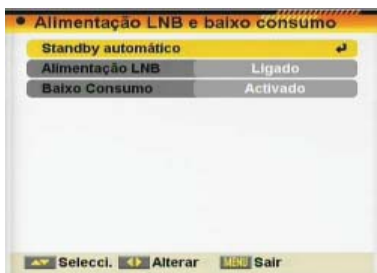 Alimentação LNB e baixo consumo
Standby automático
Alimentação LNB Ligado
Baixo Consumo Activado
Selecci. Alterar MENU Sair